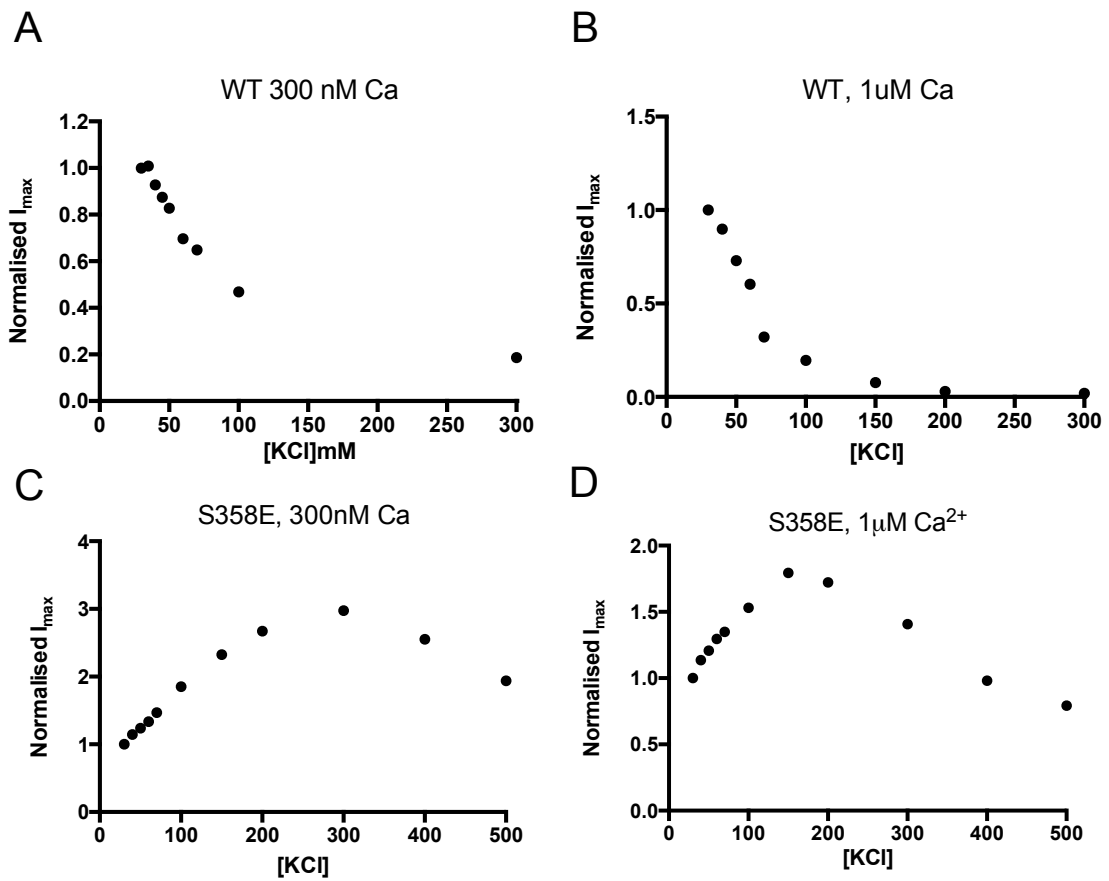 A
WT 300 nM Ca
Normalised Imax
1.2
1.0
0.8
0.6
0.4
0.2
0.0
0 50 100 150 200 250 300
[KCl]mM
B
WT, 1uM Ca
Normalised Imax
1.5
1.0
0.5
0.0
0 50 100 150 200 250 300
[KCl]
C
S358E, 300nM Ca
Normalised Imax
4
3
2
1
0
0 100 200 300 400 500
[KCl]
D
S358E, 1μM Ca²⁺
Normalised Imax
2.0
1.5
1.0
0.5
0.0
0 100 200 300 400 500
[KCl]